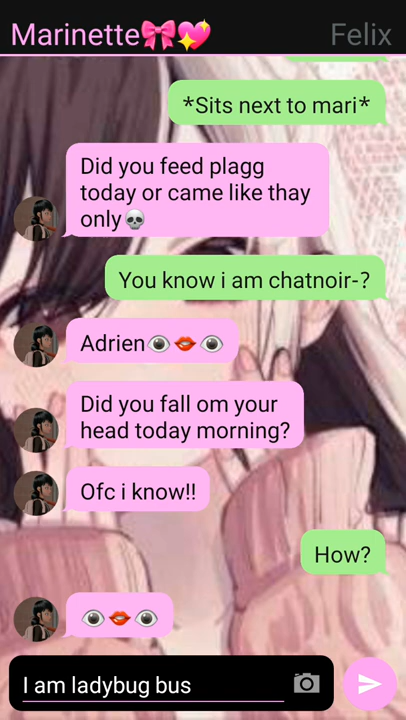 Marinette🎀💖 Felix
*Sits next to mari*
Did you feed plagg
today or came like thay
only💀
You know i am chatnoir-?
Adrien👁️👄👁️
Did you fall om your
head today morning?
Ofc i know!!
How?
👁️👄👁️
I am ladybug bus